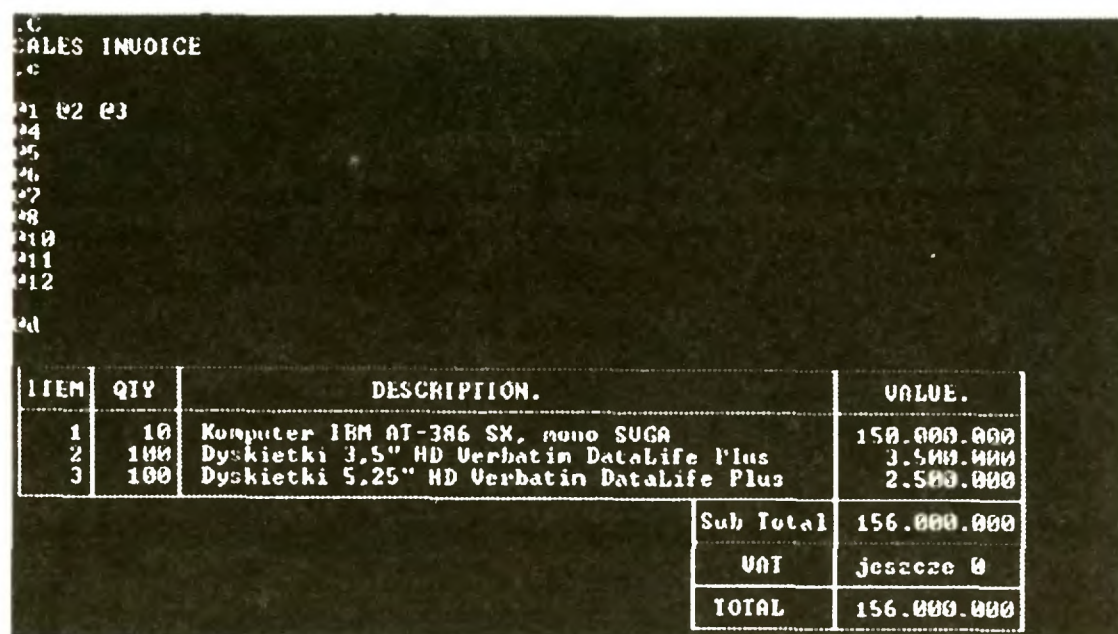 .C
SALES INVOICE
.c
@1 @2 @3
@4
@5
@6
@7
@8
@10
@11
@12
@d
ITEM QTY DESCRIPTION. VALUE.
1 10 Komputer IBM AT-386 SX, mono SVGA 150.000.000
2 100 Dyskietki 3,5" HD Verbatim DataLife Plus 3.500.000
3 100 Dyskietki 5,25" HD Verbatim DataLife Plus 2.500.000
Sub Total 156.000.000
VAT jeszcze 0
TOTAL 156.000.000